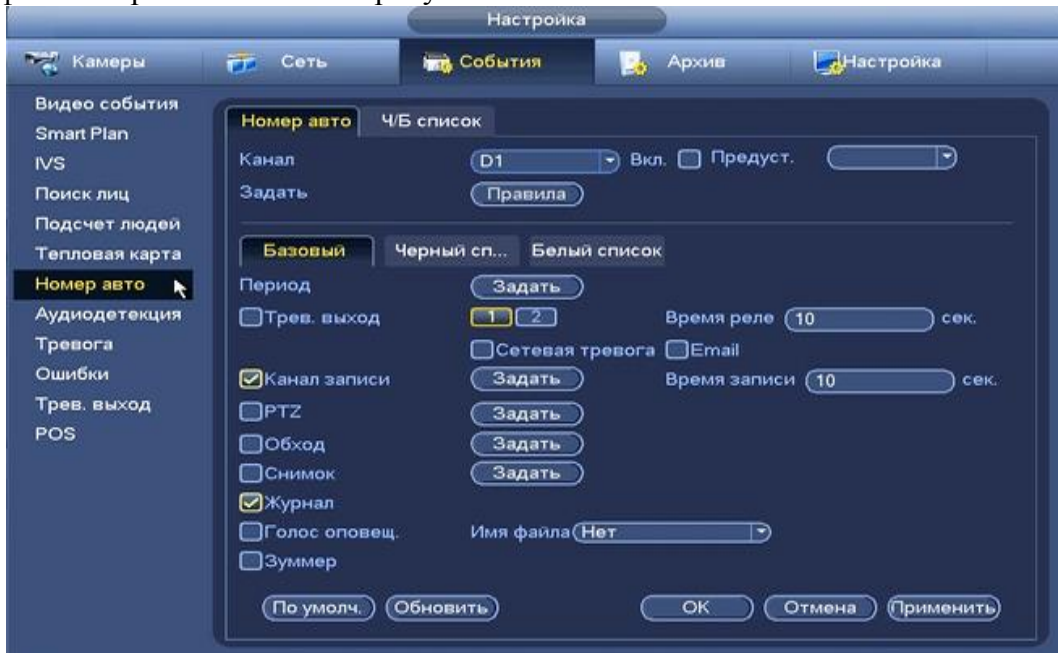 Настройка
Камеры Сеть События Архив Настройка
Видео события
Smart Plan
IVS
Поиск лиц
Подсчет людей
Тепловая карта
Номер авто
Аудиодетекция
Тревога
Ошибки
Трев. выход
POS
Номер авто Ч/Б список
Канал D1 Вкл. Предуст.
Задать Правила
Базовый Черный сп... Белый список
Период Задать
Трев. выход 1 2 Время реле 10 сек.
Сетевая тревога Email
Канал записи Задать Время записи 10 сек.
PTZ Задать
Обход Задать
Снимок Задать
Журнал
Голос оповещ. Имя файла Нет
Зуммер
По умолч. Обновить OK Отмена Применить